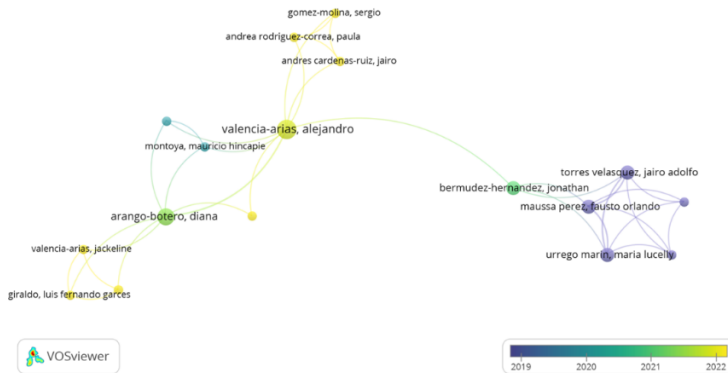 gomez-molina, sergio
andrea rodríguez-correa, paula
andres cardenas-ruiz, jairo
valencia-arias, alejandro
montoya, mauricio hincapie
torres velasquez, jairo adolfo
bermudez-hernandez, jonathan
maussa perez, fausto orlando
arango-botero, diana
valencia-arias, jackeline
urrego marin, maria lucelly
giraldo, luis fernando garces
VOSviewer
2019 2020 2021 2022